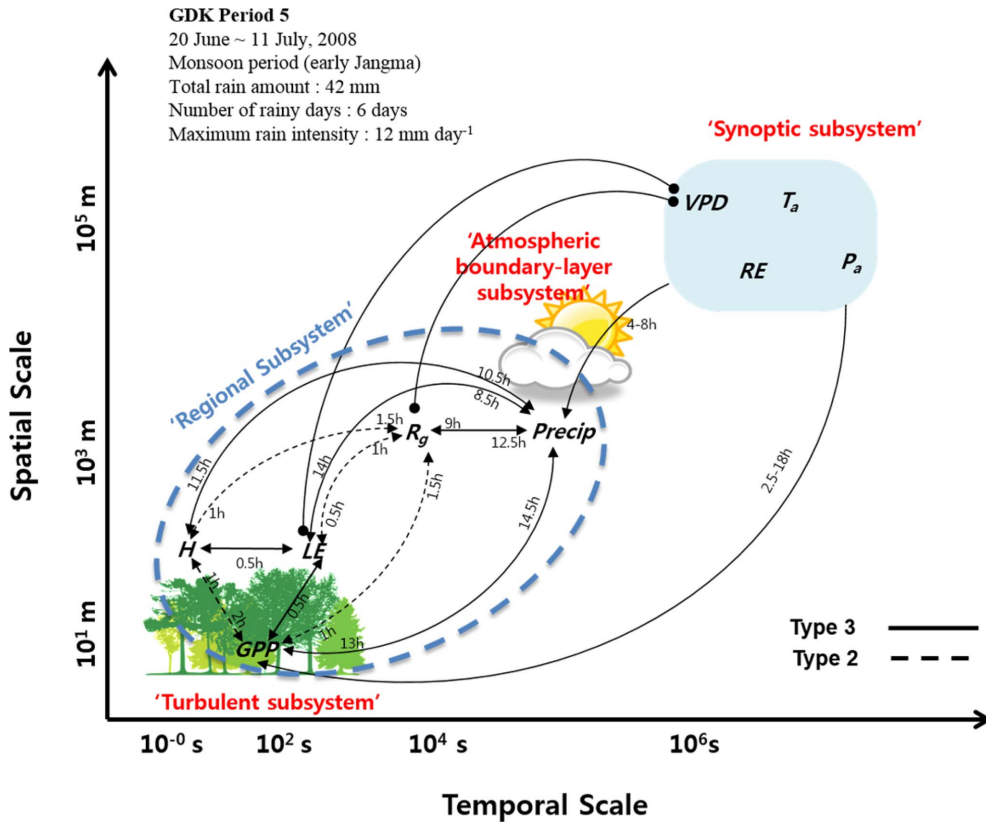 GDK Period 5
20 June ~ 11 July, 2008
Monsoon period (early Jangma)
Total rain amount : 42 mm
Number of rainy days : 6 days
Maximum rain intensity : 12 mm day⁻¹
'Synoptic subsystem'
VPD
Tₐ
RE
Pₐ
'Atmospheric
boundary-layer
subsystem'
4-8h
'Regional Subsystem'
10.5h
8.5h
1.5h
R_g
9h
12.5h
Precip
1h
11.5h
14h
1.5h
2.5-18h
0.5h
14.5h
1h
H
LE
0.5h
1h
2h
0.5h
1h
13h
GPP
'Turbulent subsystem'
Type 3
Type 2
Spatial Scale
10⁵ m
10³ m
10¹ m
10⁻⁰ s
10² s
10⁴ s
10⁶s
Temporal Scale